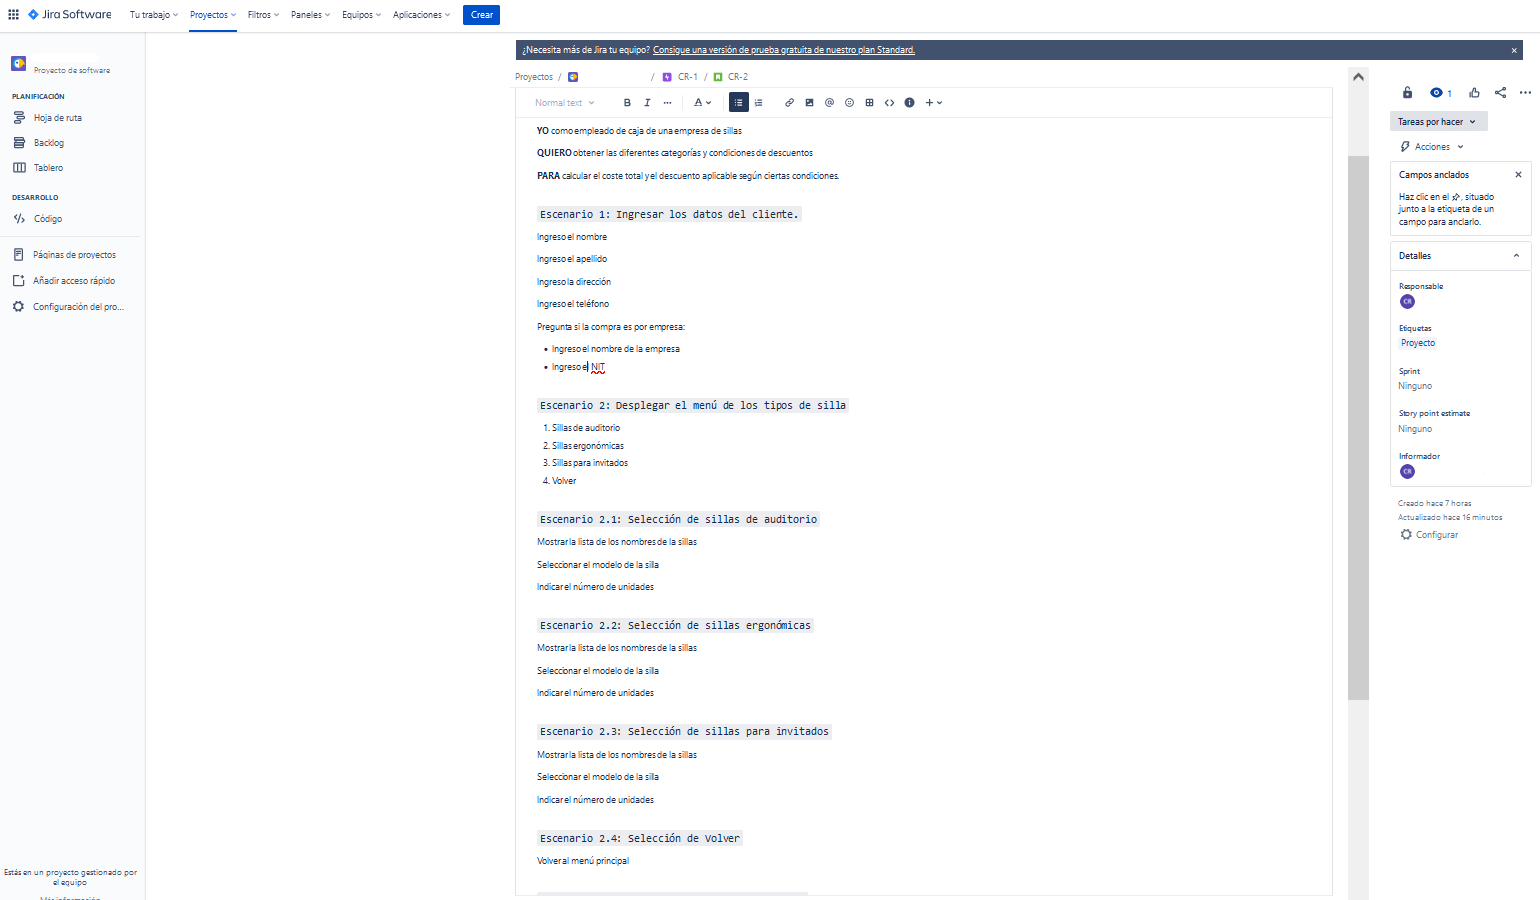 Jira Software
Tu trabajo
Proyectos
Filtros
Paneles
Equipos
Aplicaciones
Crear
Proyecto de software
PLANIFICACIÓN
Hoja de ruta
Backlog
Tablero
DESARROLLO
Código
Páginas de proyectos
Añadir acceso rápido
Configuración del pro...
Estás en un proyecto gestionado por
el equipo
Más información
¿Necesita más de Jira tu equipo? Consigue una versión de prueba gratuita de nuestro plan Standard.
Proyectos / / CR-1 / CR-2
Normal text
YO como empleado de caja de una empresa de sillas
QUIERO obtener las diferentes categorías y condiciones de descuentos
PARA calcular el coste total y el descuento aplicable según ciertas condiciones.
Escenario 1: Ingresar los datos del cliente.
Ingreso el nombre
Ingreso el apellido
Ingreso la dirección
Ingreso el teléfono
Pregunta si la compra es por empresa:
• Ingreso el nombre de la empresa
• Ingreso el NIT
Escenario 2: Desplegar el menú de los tipos de silla
1. Sillas de auditorio
2. Sillas ergonómicas
3. Sillas para invitados
4. Volver
Escenario 2.1: Selección de sillas de auditorio
Mostrar la lista de los nombres de la sillas
Seleccionar el modelo de la silla
Indicar el número de unidades
Escenario 2.2: Selección de sillas ergonómicas
Mostrar la lista de los nombres de la sillas
Seleccionar el modelo de la silla
Indicar el número de unidades
Escenario 2.3: Selección de sillas para invitados
Mostrar la lista de los nombres de la sillas
Seleccionar el modelo de la silla
Indicar el número de unidades
Escenario 2.4: Selección de Volver
Volver al menú principal
1
Tareas por hacer
Acciones
Campos anclados
Haz clic en el , situado
junto a la etiqueta de un
campo para anclarlo.
Detalles
Responsable
CR
Etiquetas
Proyecto
Sprint
Ninguno
Story point estimate
Ninguno
Informador
CR
Creado hace 7 horas
Actualizado hace 16 minutos
Configurar